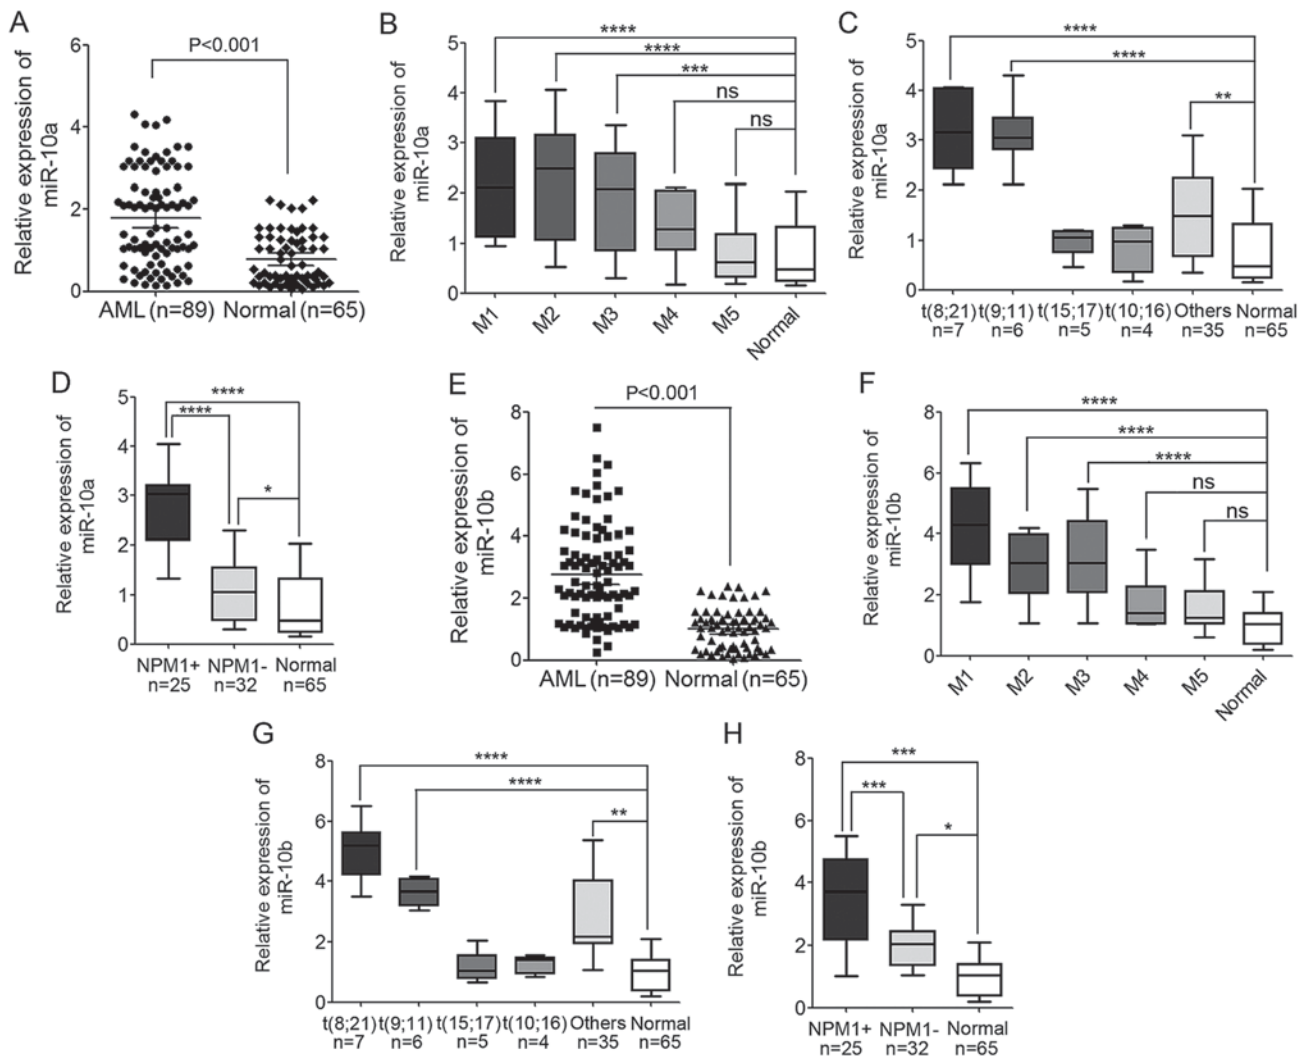 A
Relative expression of
miR-10a
6
4
2
0
P<0.001
AML (n=89) Normal (n=65)
B
Relative expression of
miR-10a
5
4
3
2
1
0
****
****
***
ns
ns
M1 M2 M3 M4 M5 Normal
C
Relative expression of
miR-10a
5
4
3
2
1
0
****
****
**
t(8;21) t(9;11) t(15;17) t(10;16) Others Normal
n=7 n=6 n=5 n=4 n=35 n=65
D
Relative expression of
miR-10a
5
4
3
2
1
0
****
****
*
NPM1+ NPM1- Normal
n=25 n=32 n=65
E
Relative expression of
miR-10b
8
6
4
2
0
P<0.001
AML (n=89) Normal (n=65)
F
Relative expression of
miR-10b
8
6
4
2
0
****
****
****
ns
ns
M1 M2 M3 M4 M5 Normal
G
Relative expression of
miR-10b
8
6
4
2
0
****
****
**
t(8;21) t(9;11) t(15;17) t(10;16) Others Normal
n=7 n=6 n=5 n=4 n=35 n=65
H
Relative expression of
miR-10b
8
6
4
2
0
***
***
*
NPM1+ NPM1- Normal
n=25 n=32 n=65